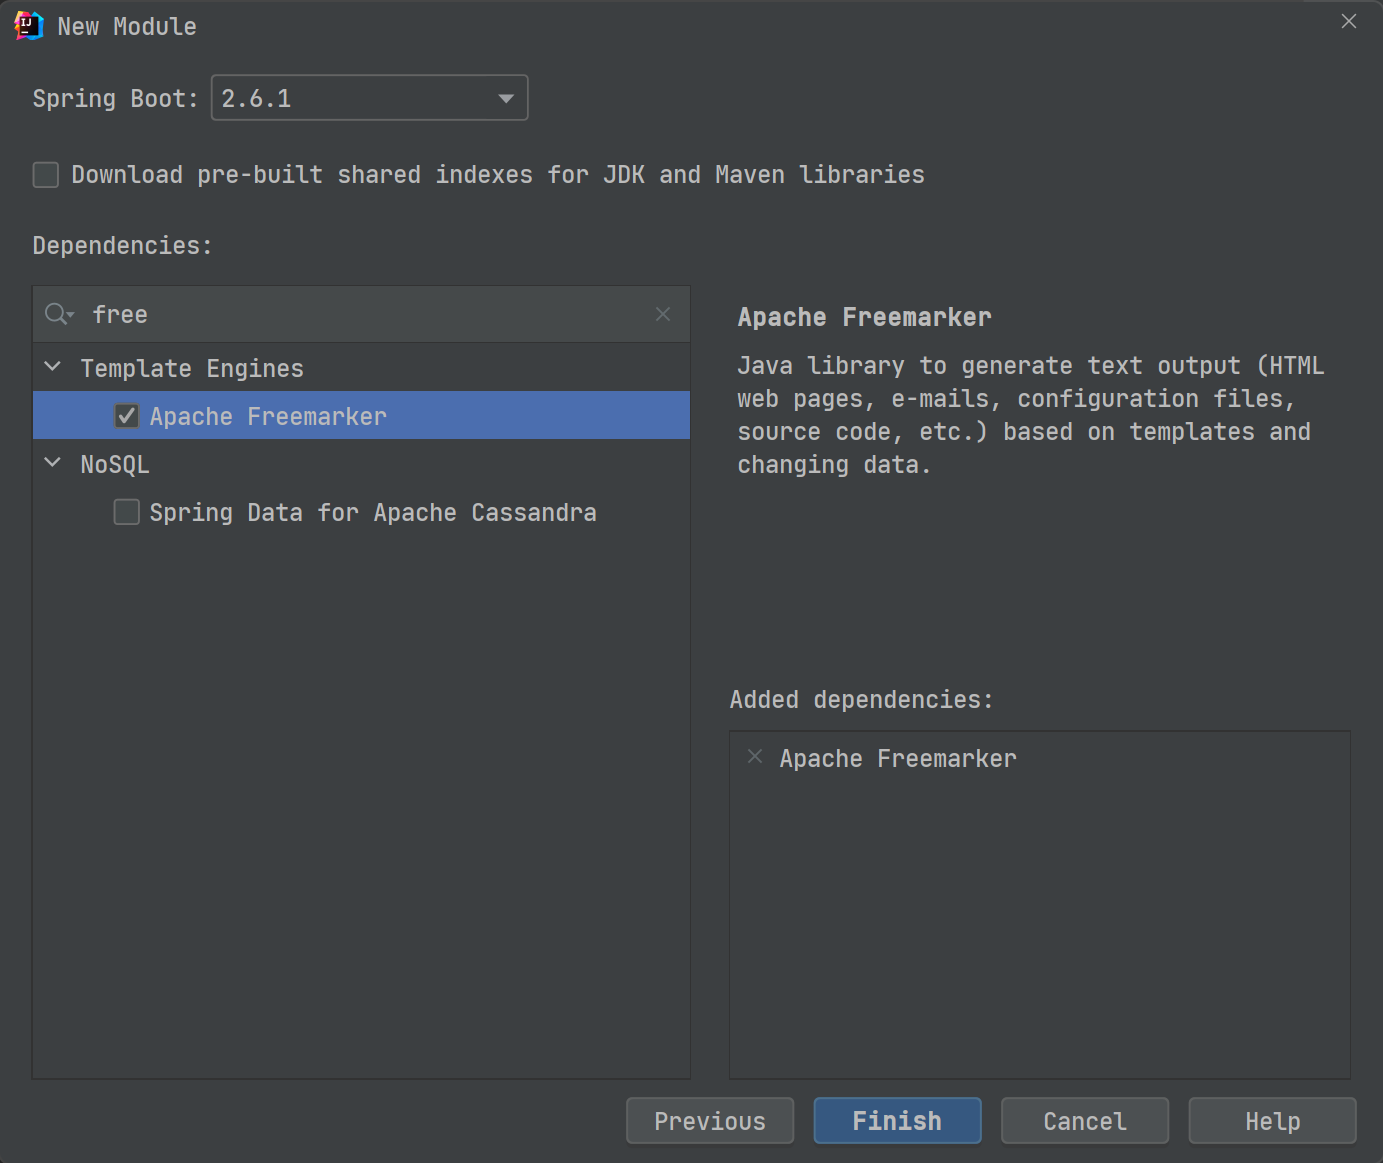 New Module
Spring Boot: 2.6.1
Download pre-built shared indexes for JDK and Maven libraries
Dependencies:
free
Template Engines
Apache Freemarker
NoSQL
Spring Data for Apache Cassandra
Apache Freemarker
Java library to generate text output (HTML
web pages, e-mails, configuration files,
source code, etc.) based on templates and
changing data.
Added dependencies:
Apache Freemarker
Previous Finish Cancel Help